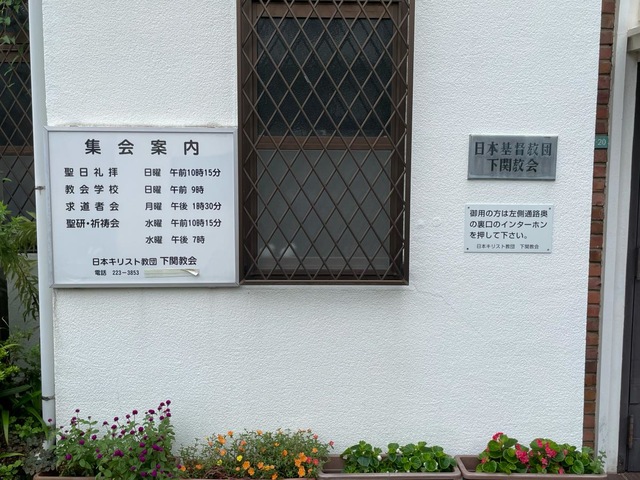 集会案内
聖日礼拝 日曜 午前10時15分
教会学校 日曜 午前 9時
求道者会 月曜 午後 1時30分
聖研・祈祷会 水曜 午前10時15分
水曜 午後 7時
日本キリスト教団 下関教会
電話 223-3853
日本基督教団
下関教会
御用の方は左側通路奥
の裏口のインターホン
を押して下さい。
日本キリスト教団 下関教会
20